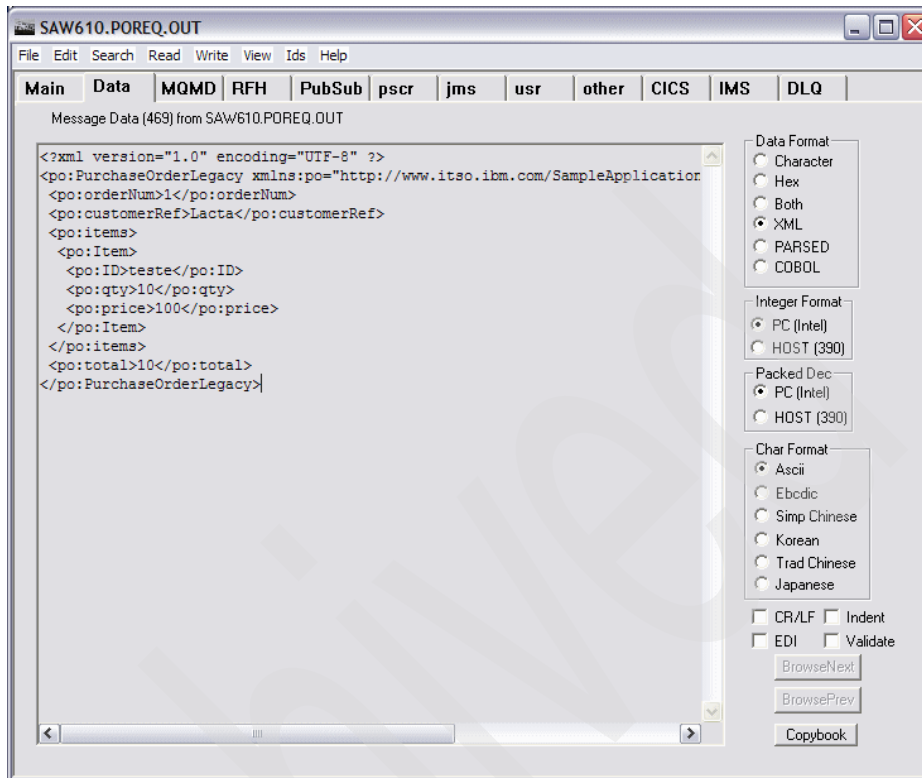 SAW610.POREQ.OUT
File Edit Search Read Write View Ids Help
Main Data MQMD RFH PubSub pscr jms usr other CICS IMS DLQ
Message Data (469) from SAW610.POREQ.OUT
<?xml version="1.0" encoding="UTF-8" ?>
<po:PurchaseOrderLegacy xmlns:po="http://www.itso.ibm.com/SampleApplication
<po:orderNum>1</po:orderNum>
<po:customerRef>Lacta</po:customerRef>
<po:items>
<po:Item>
<po:ID>teste</po:ID>
<po:qty>10</po:qty>
<po:price>100</po:price>
</po:Item>
</po:items>
<po:total>10</po:total>
</po:PurchaseOrderLegacy>
Data Format
Character
Hex
Both
XML
PARSED
COBOL
Integer Format
PC (Intel)
HOST (390)
Packed Dec
PC (Intel)
HOST (390)
Char Format
Ascii
Ebcdic
Simp Chinese
Korean
Trad Chinese
Japanese
CR/LF Indent
EDI Validate
BrowseNext
BrowsePrev
Copybook